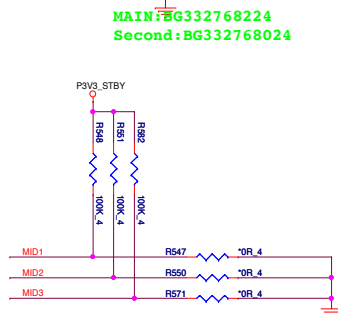 MAIN:BG332768224
Second:BG332768024
P3V3_STBY
R548
R551
R582
100K_4
100K_4
100K_4
MID1
R547
*0R_4
MID2
R550
*0R_4
MID3
R571
*0R_4